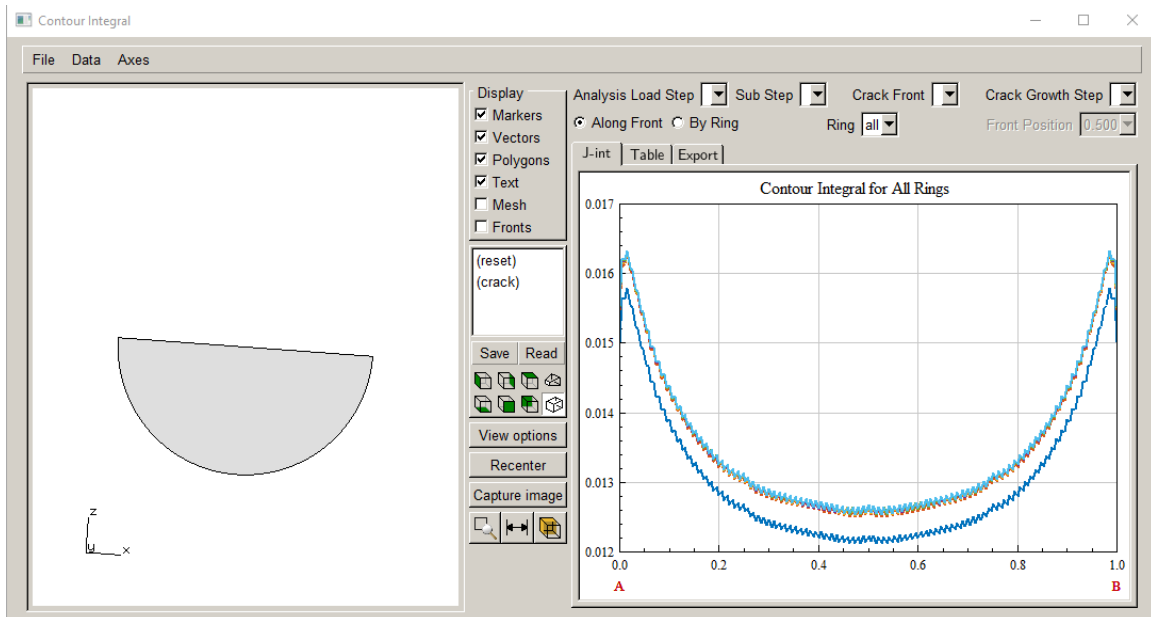 Contour Integral
File Data Axes
Display
Markers
Vectors
Polygons
Text
Mesh
Fronts
(reset)
(crack)
Save Read
View options
Recenter
Capture image
z
y
x
Analysis Load Step Sub Step Crack Front Crack Growth Step
Along Front By Ring Ring all Front Position 0.500
J-int Table Export
Contour Integral for All Rings
0.017
0.016
0.015
0.014
0.013
0.012
0.0 0.2 0.4 0.6 0.8 1.0
A B